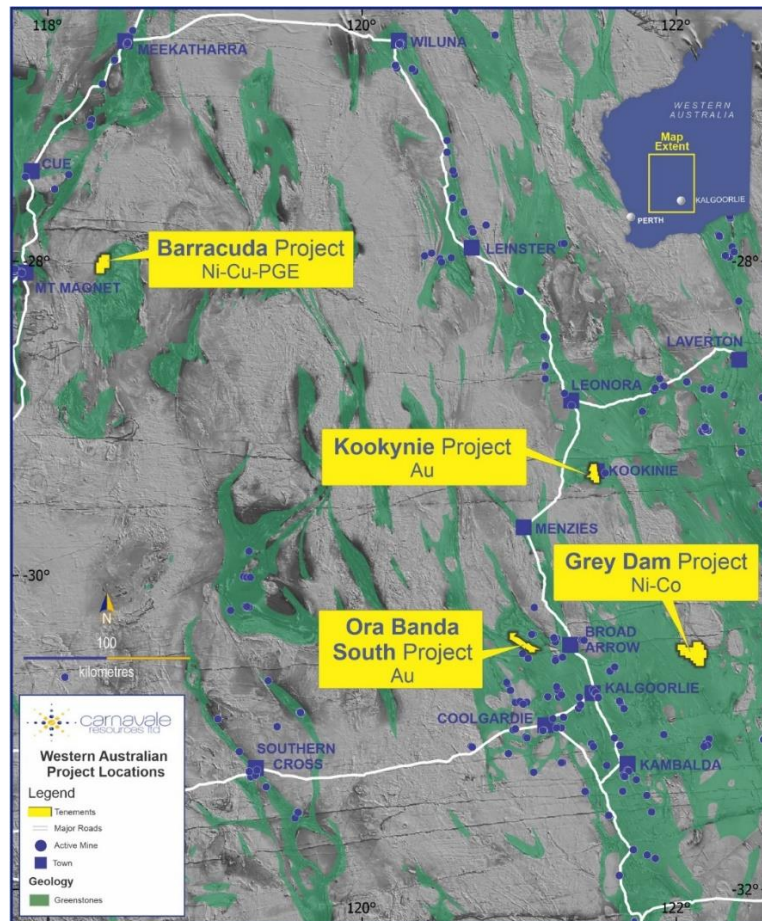 118°
120°
122°
MEEKATHARRA
WILUNA
WESTERN
AUSTRALIA
Map
Extent
KALGOORLIE
PERTH
CUE
Barracuda Project
Ni-Cu-PGE
LEINSTER
-28°
-28°
MT MAGNET
LAVERTON
LEONORA
Kookynie Project
Au
KOOKINIE
MENZIES
-30°
Grey Dam Project
Ni-Co
N
100
kilometres
Ora Banda
South Project
Au
BROAD
ARROW
KALGOORLIE
COOLGARDIE
SOUTHERN
CROSS
KAMBALDA
carnavale
resources ltd
Western Australian
Project Locations
Legend
Tenements
Major Roads
Active Mine
Town
Geology
Greenstones
-32°
120°
122°